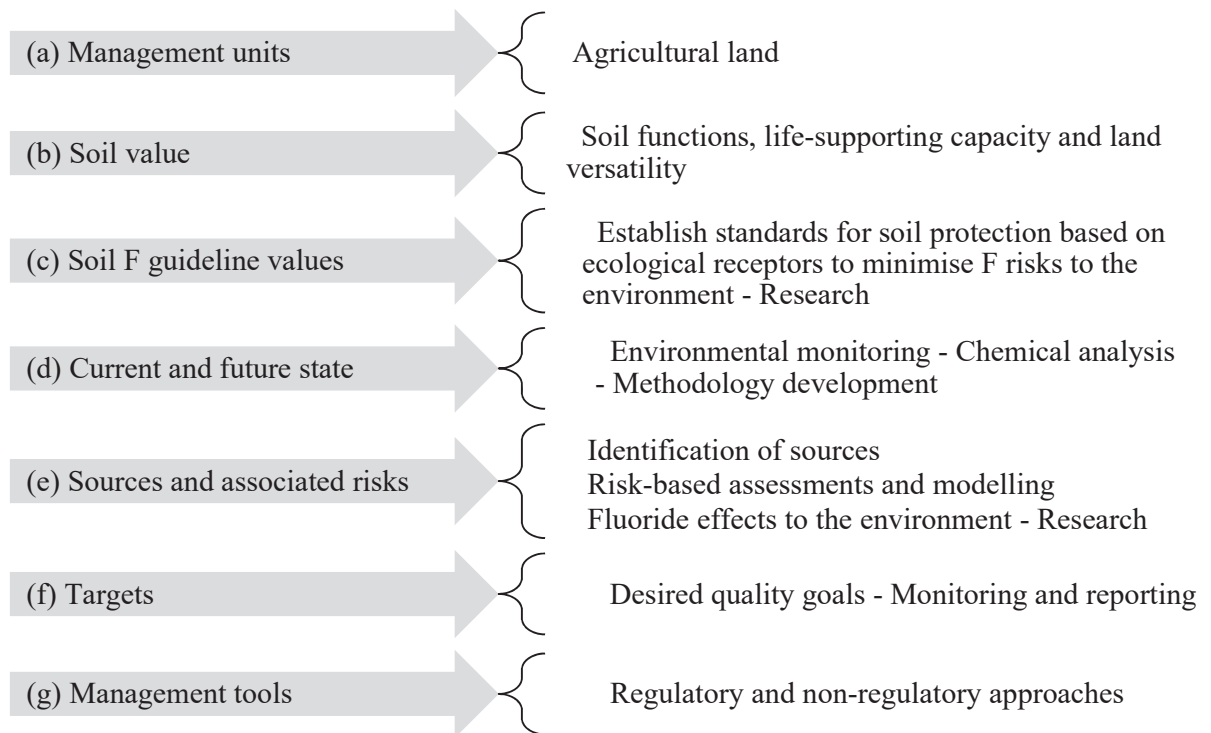 (a) Management units
Agricultural land
(b) Soil value
Soil functions, life-supporting capacity and land
versatility
(c) Soil F guideline values
Establish standards for soil protection based on
ecological receptors to minimise F risks to the
environment - Research
(d) Current and future state
Environmental monitoring - Chemical analysis
- Methodology development
(e) Sources and associated risks
Identification of sources
Risk-based assessments and modelling
Fluoride effects to the environment - Research
(f) Targets
Desired quality goals - Monitoring and reporting
(g) Management tools
Regulatory and non-regulatory approaches